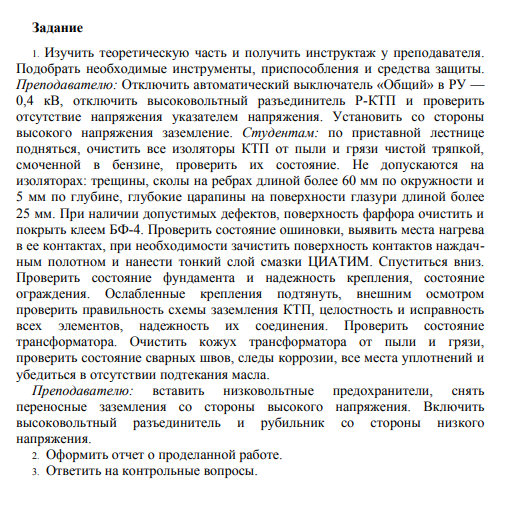 Задание
1. Изучить теоретическую часть и получить инструктаж у преподавателя.
Подобрать необходимые инструменты, приспособления и средства защиты.
Преподавателю: Отключить автоматический выключатель «Общий» в РУ —
0,4 кВ, отключить высоковольтный разъединитель Р-КТП и проверить
отсутствие напряжения указателем напряжения. Установить со стороны
высокого напряжения заземление. Студентам: по приставной лестнице
подняться, очистить все изоляторы КТП от пыли и грязи чистой тряпкой,
смоченной в бензине, проверить их состояние. Не допускаются на
изоляторах: трещины, сколы на ребрах длиной более 60 мм по окружности и
5 мм по глубине, глубокие царапины на поверхности глазури длиной более
25 мм. При наличии допустимых дефектов, поверхность фарфора очистить и
покрыть клеем БФ-4. Проверить состояние ошиновки, выявить места нагрева
в ее контактах, при необходимости зачистить поверхность контактов наждач-
ным полотном и нанести тонкий слой смазки ЦИАТИМ. Спуститься вниз.
Проверить состояние фундамента и надежность крепления, состояние
ограждения. Ослабленные крепления подтянуть, внешним осмотром
проверить правильность схемы заземления КТП, целостность и исправность
всех элементов, надежность их соединения. Проверить состояние
трансформатора. Очистить кожух трансформатора от пыли и грязи,
проверить состояние сварных швов, следы коррозии, все места уплотнений и
убедиться в отсутствии подтекания масла.
Преподавателю: вставить низковольтные предохранители, снять
переносные заземления со стороны высокого напряжения. Включить
высоковольтный разъединитель и рубильник со стороны низкого
напряжения.
2. Оформить отчет о проделанной работе.
3. Ответить на контрольные вопросы.